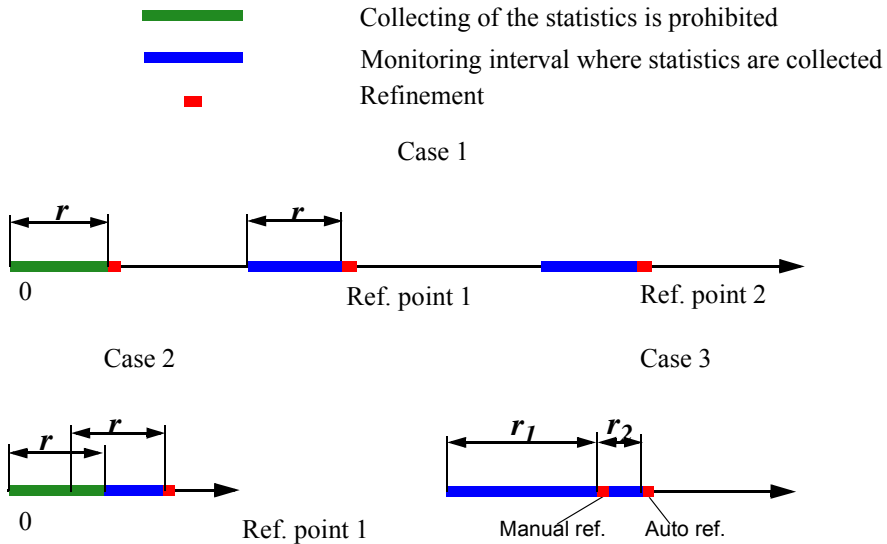 Collecting of the statistics is prohibited
Monitoring interval where statistics are collected
Refinement
Case 1
r r
0 Ref. point 1 Ref. point 2
Case 2 Case 3
r r r1 r2
0 Ref. point 1 Manual ref. Auto ref.